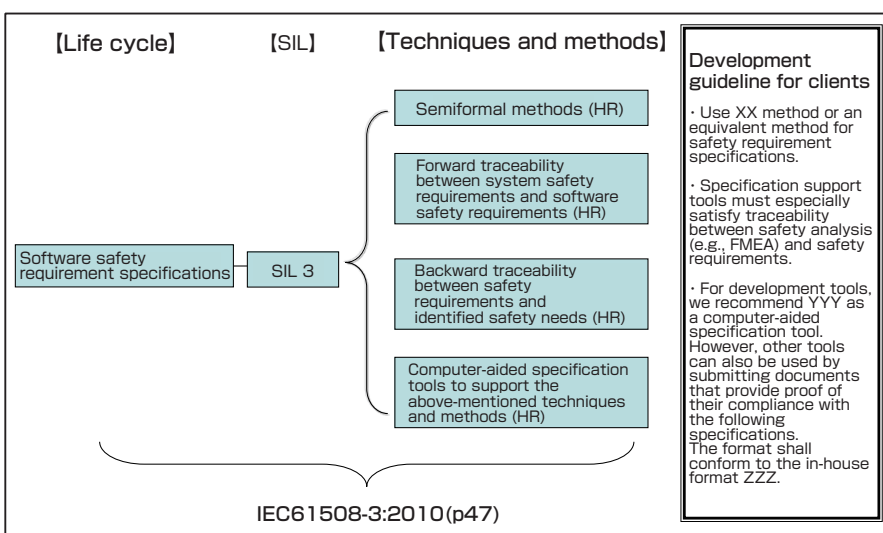 【Life cycle】
【SIL】
【Techniques and methods】
Software safety
requirement specifications
SIL 3
Semiformal methods (HR)
Forward traceability
between system safety
requirements and software
safety requirements (HR)
Backward traceability
between safety
requirements and
identified safety needs (HR)
Computer-aided specification
tools to support the
above-mentioned techniques
and methods (HR)
IEC61508-3:2010(p47)
Development
guideline for clients
・Use XX method or an
equivalent method for
safety requirement
specifications.
・Specification support
tools must especially
satisfy traceability
between safety analysis
(e.g., FMEA) and safety
requirements.
・For development tools,
we recommend YYY as
a computer-aided
specification tool.
However, other tools
can also be used by
submitting documents
that provide proof of
their compliance with
the following
specifications.
The format shall
conform to the in-house
format ZZZ.